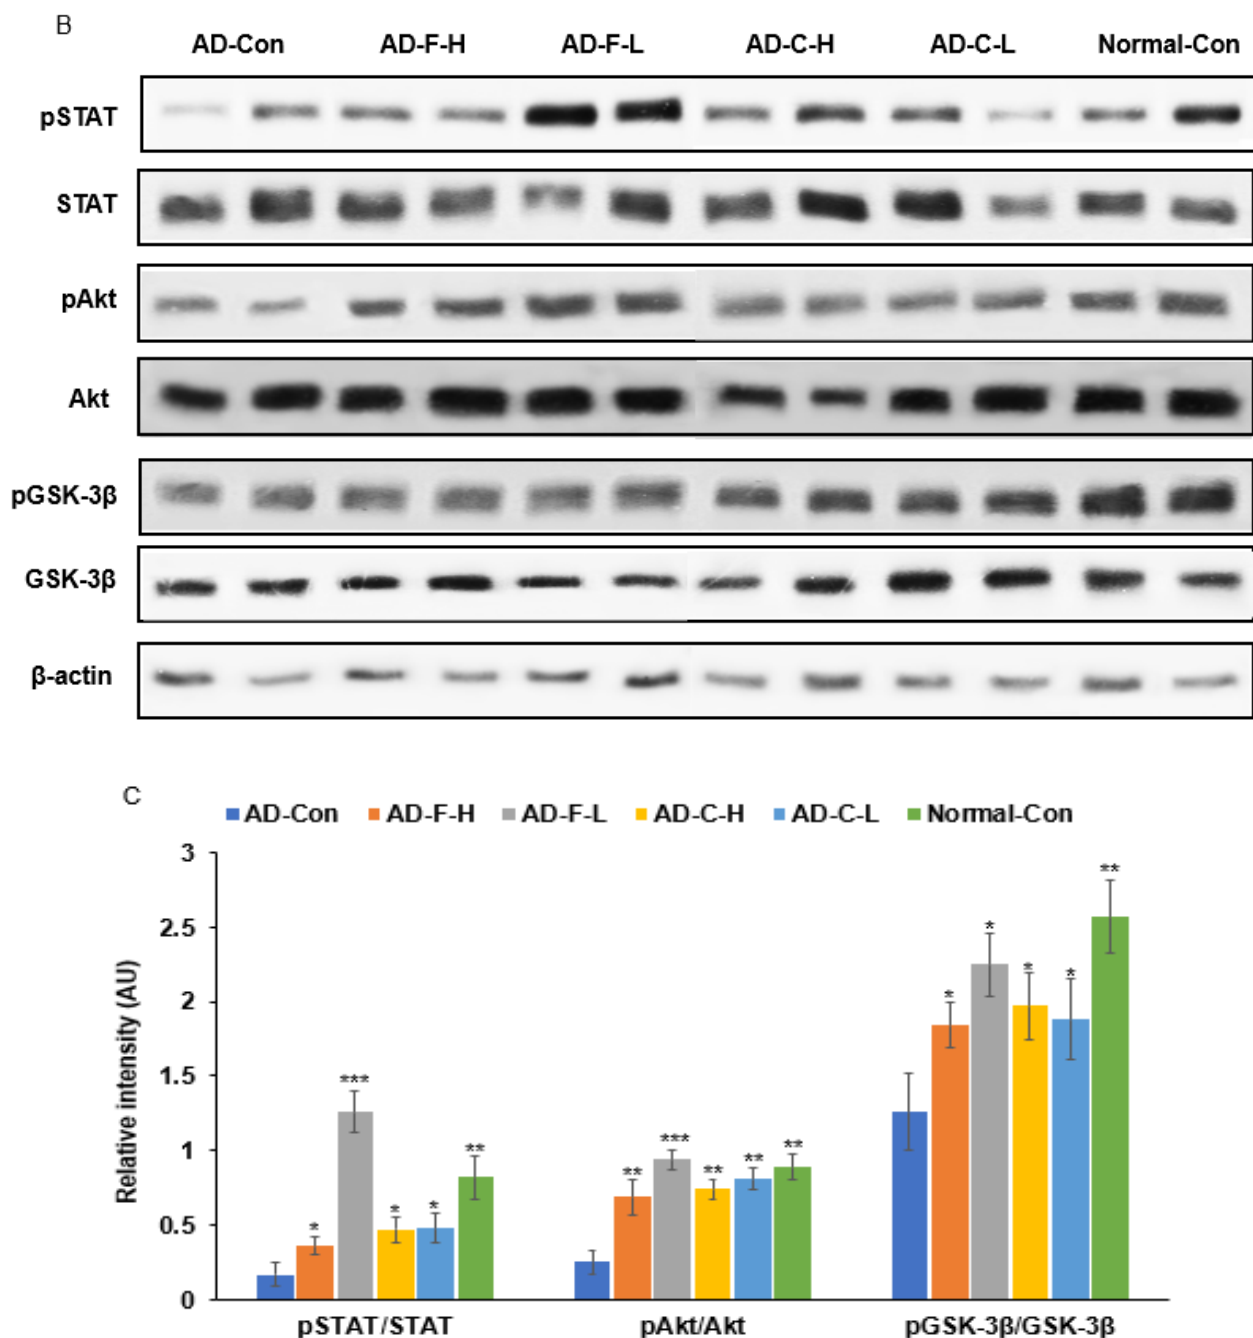 B
AD-Con AD-F-H AD-F-L AD-C-H AD-C-L Normal-Con
pSTAT
STAT
pAkt
Akt
pGSK-3β
GSK-3β
β-actin
C
AD-Con AD-F-H AD-F-L AD-C-H AD-C-L Normal-Con
Relative intensity (AU)
3
2.5
2
1.5
1
0.5
0
* *** * * **
** *** ** ** **
* * * * **
pSTAT/STAT pAkt/Akt pGSK-3β/GSK-3β